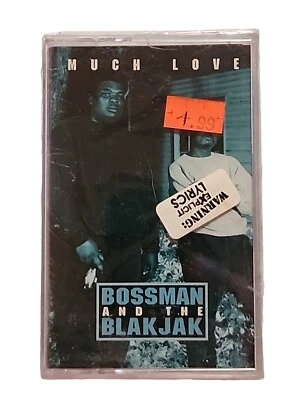 MUCH LOVE
1.99
WARNING:
EXPLICIT
LYRICS
BOSSMAN
AND THE
BLAKJAK